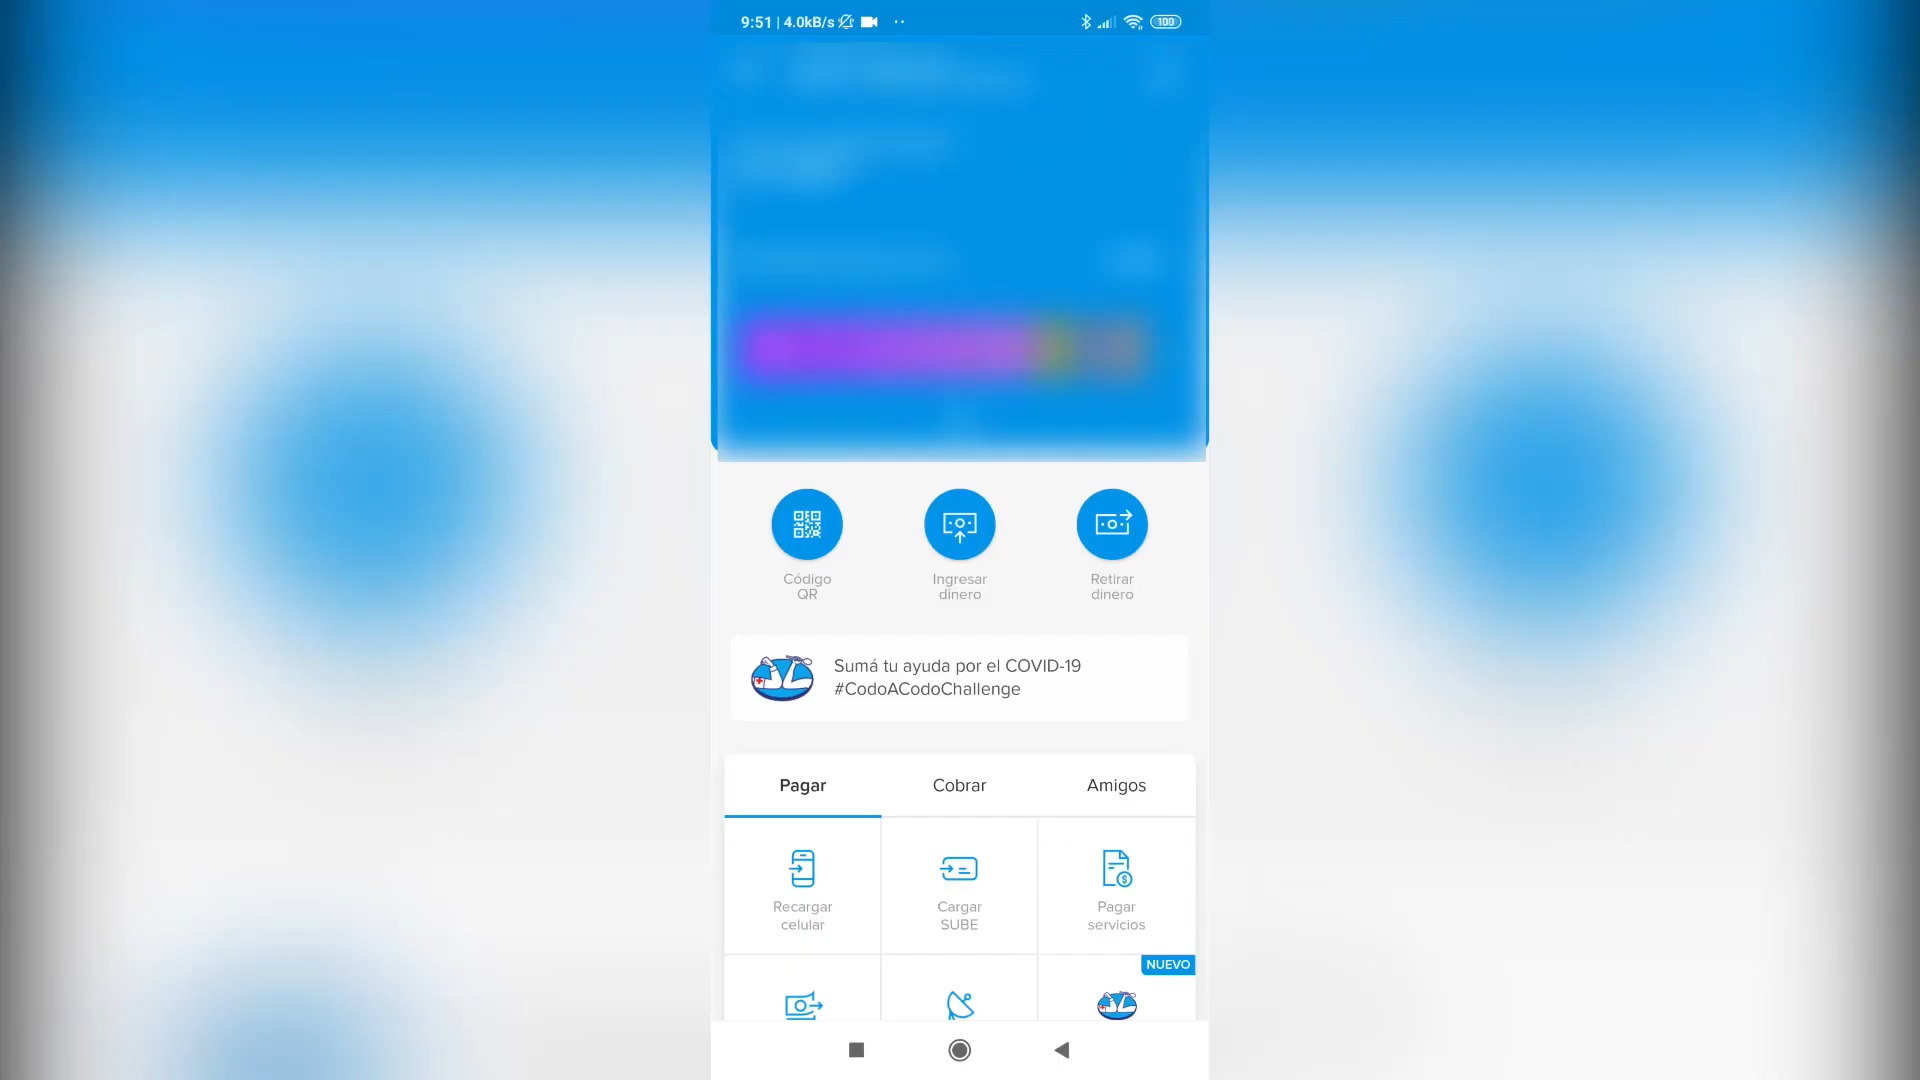 9:51 | 4.0kB/s
100
Código
QR
Ingresar
dinero
Retirar
dinero
Sumá tu ayuda por el COVID-19
#CodoACodoChallenge
Pagar
Cobrar
Amigos
Recargar
celular
Cargar
SUBE
Pagar
servicios
NUEVO